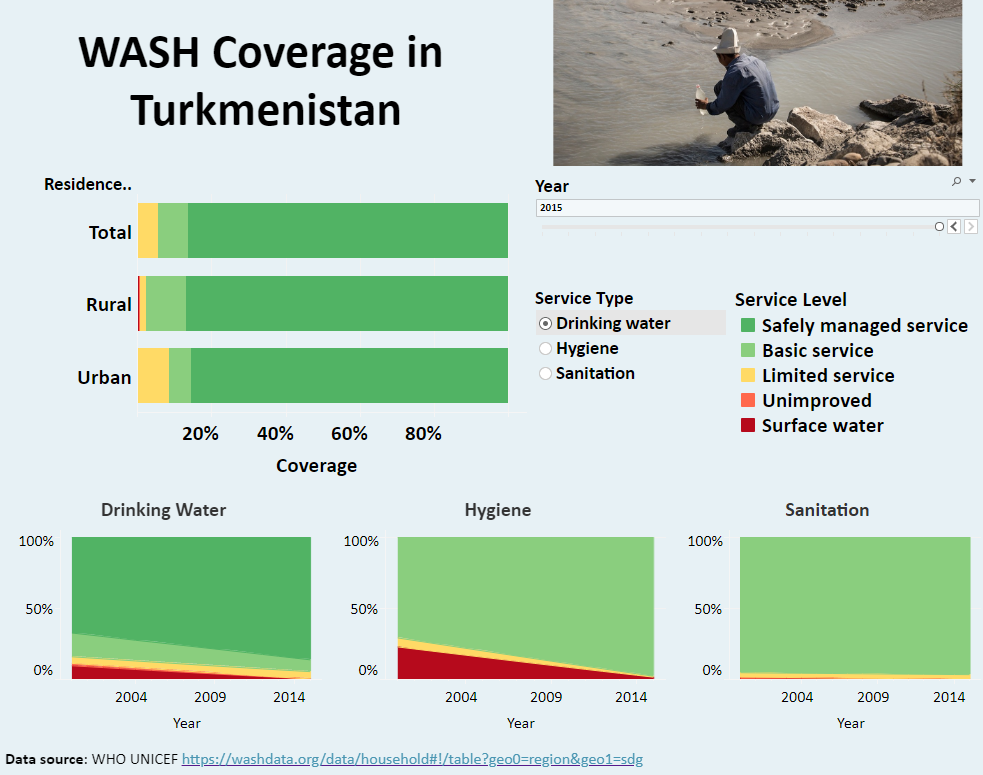 WASH Coverage in
Turkmenistan
Residence..
Total
Rural
Urban
20% 40% 60% 80%
Coverage
Year
2015
Service Type
Drinking water
Hygiene
Sanitation
Service Level
Safely managed service
Basic service
Limited service
Unimproved
Surface water
Drinking Water
100%
50%
0%
2004 2009 2014
Year
Hygiene
100%
50%
0%
2004 2009 2014
Year
Sanitation
100%
50%
0%
2004 2009 2014
Year
Data source: WHO UNICEF https://washdata.org/data/household#!/table?geo0=region&geo1=sdg